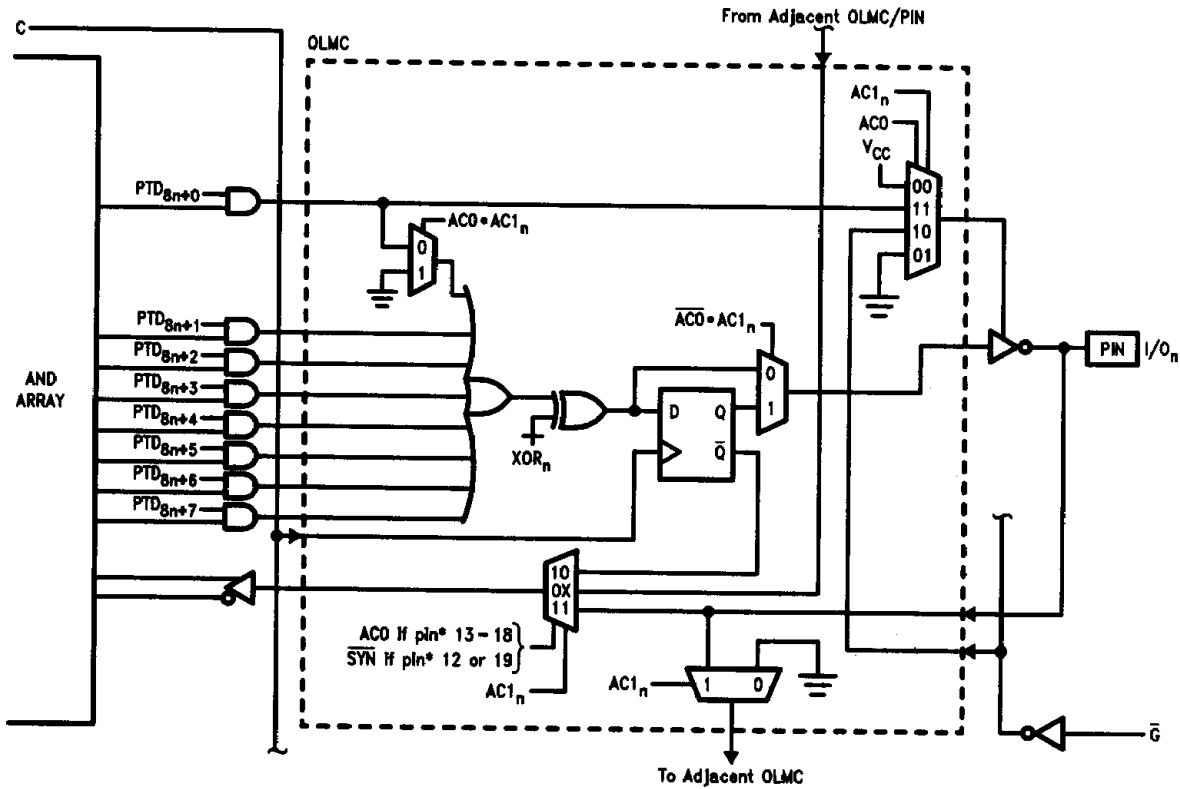 From Adjacent OLMC/PIN
C
OLMC
AC1n
AC0
VCC
00
11
10
01
PTD8n+0
AC0•AC1n
0
1
PTD8n+1
PTD8n+2
PTD8n+3
PTD8n+4
PTD8n+5
PTD8n+6
PTD8n+7
AND
ARRAY
XORn
D
Q
Q̅
A̅C̅0̅•AC1n
0
1
PIN
I/On
10
0X
11
AC0 if pin* 13-18
S̅Y̅N̅ if pin* 12 or 19
AC1n
AC1n
1
0
G̅
To Adjacent OLMC